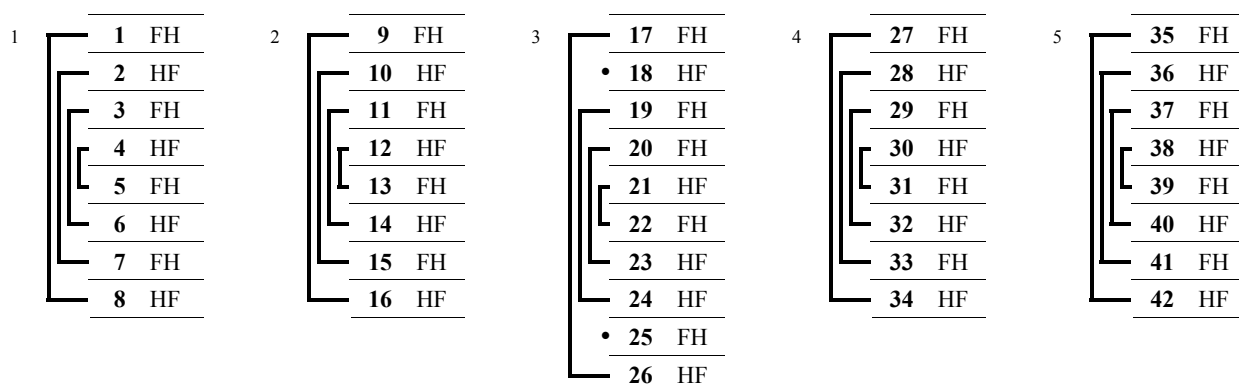 1
1 FH
2 HF
3 FH
4 HF
5 FH
6 HF
7 FH
8 HF
2
9 FH
10 HF
11 FH
12 HF
13 FH
14 HF
15 FH
16 HF
3
17 FH
• 18 HF
19 FH
20 FH
21 HF
22 FH
23 HF
24 HF
• 25 FH
26 HF
4
27 FH
28 HF
29 FH
30 HF
31 FH
32 HF
33 FH
34 HF
5
35 FH
36 HF
37 FH
38 HF
39 FH
40 HF
41 FH
42 HF